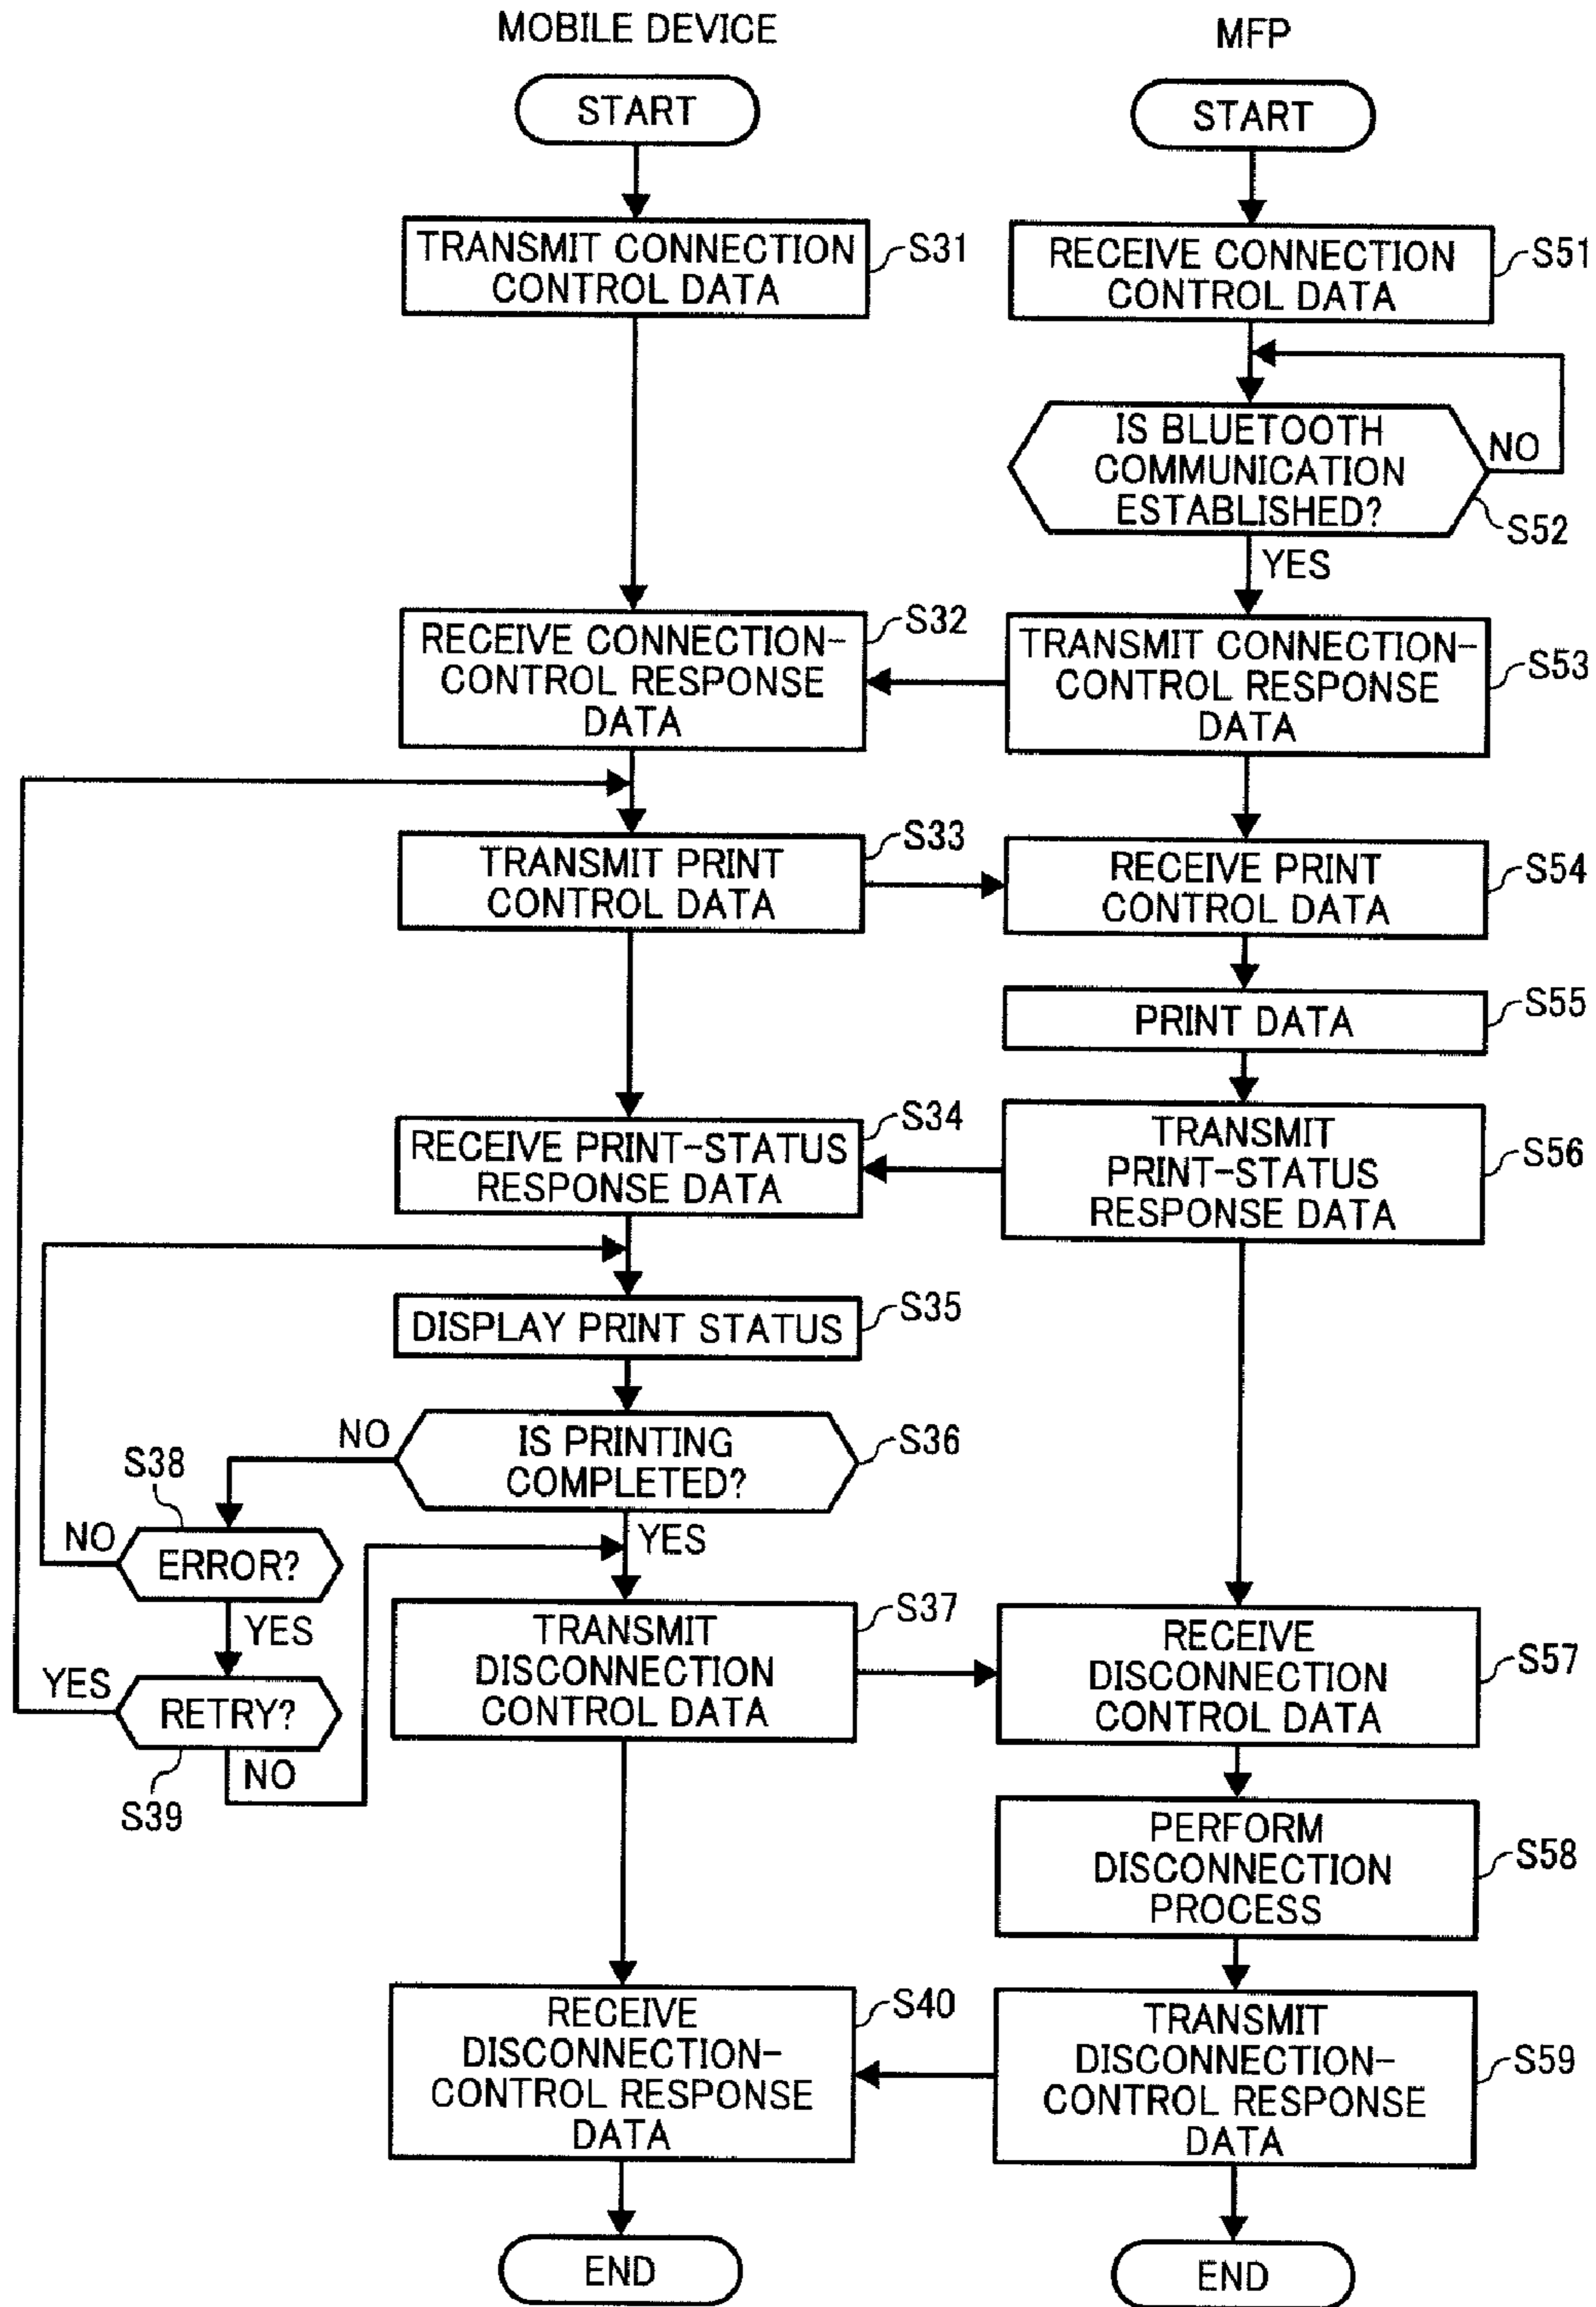 MOBILE DEVICE
START
TRANSMIT CONNECTION
CONTROL DATA
S31
RECEIVE CONNECTION-
CONTROL RESPONSE
DATA
S32
TRANSMIT PRINT
CONTROL DATA
S33
RECEIVE PRINT-STATUS
RESPONSE DATA
S34
DISPLAY PRINT STATUS
S35
IS PRINTING
COMPLETED?
S36
NO
YES
S38
ERROR?
NO
YES
RETRY?
YES
NO
S39
TRANSMIT
DISCONNECTION
CONTROL DATA
S37
RECEIVE
DISCONNECTION-
CONTROL RESPONSE
DATA
S40
END
MFP
START
RECEIVE CONNECTION
CONTROL DATA
S51
IS BLUETOOTH
COMMUNICATION
ESTABLISHED?
NO
S52
YES
TRANSMIT CONNECTION-
CONTROL RESPONSE
DATA
S53
RECEIVE PRINT
CONTROL DATA
S54
PRINT DATA
S55
TRANSMIT
PRINT-STATUS
RESPONSE DATA
S56
RECEIVE
DISCONNECTION
CONTROL DATA
S57
PERFORM
DISCONNECTION
PROCESS
S58
TRANSMIT
DISCONNECTION-
CONTROL RESPONSE
DATA
S59
END